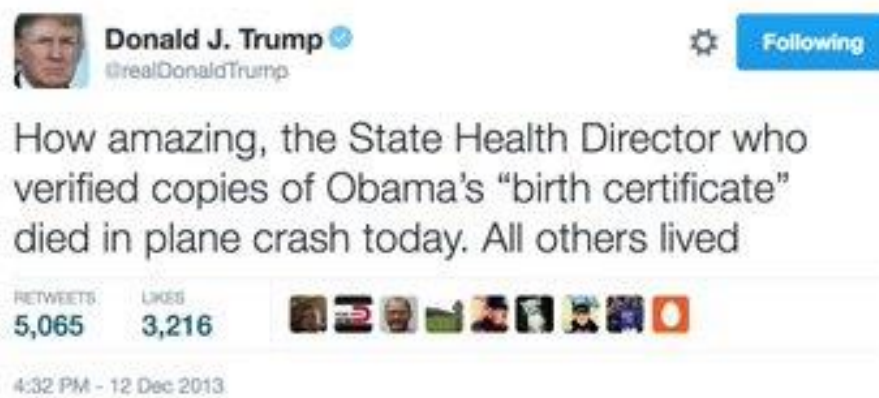 Donald J. Trump
@realDonaldTrump
Following
How amazing, the State Health Director who
verified copies of Obama's “birth certificate”
died in plane crash today. All others lived
RETWEETS LIKES
5,065 3,216
4:32 PM - 12 Dec 2013